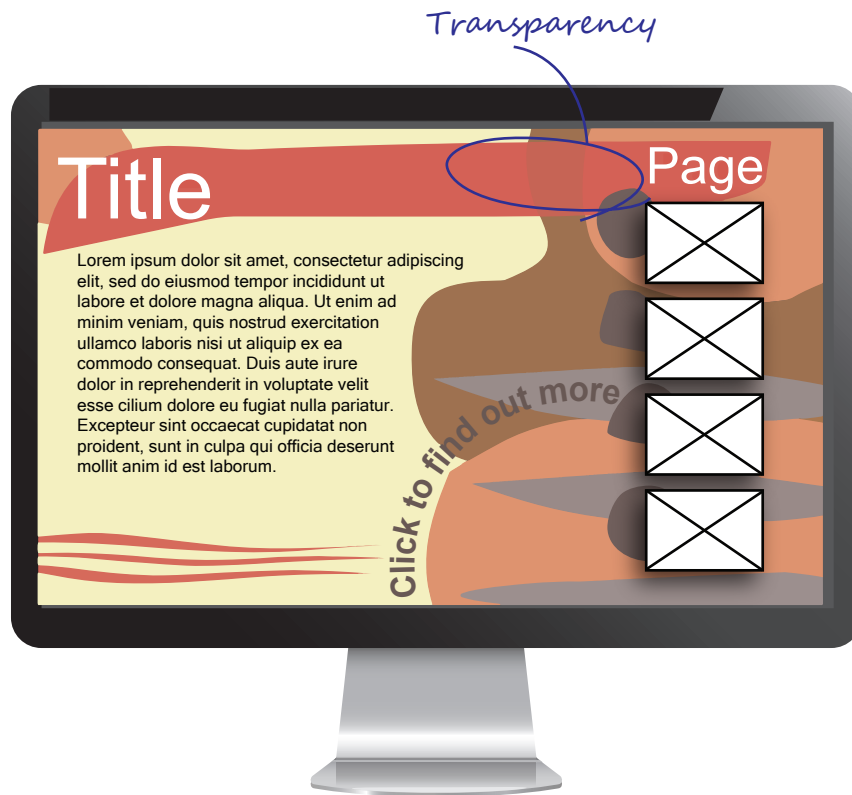 Transparency
Title
Page
Lorem ipsum dolor sit amet, consectetur adipiscing
elit, sed do eiusmod tempor incididunt ut
labore et dolore magna aliqua. Ut enim ad
minim veniam, quis nostrud exercitation
ullamco laboris nisi ut aliquip ex ea
commodo consequat. Duis aute irure
dolor in reprehenderit in voluptate velit
esse cilium dolore eu fugiat nulla pariatur.
Excepteur sint occaecat cupidatat non
proident, sunt in culpa qui officia deserunt
mollit anim id est laborum.
Click to find out more